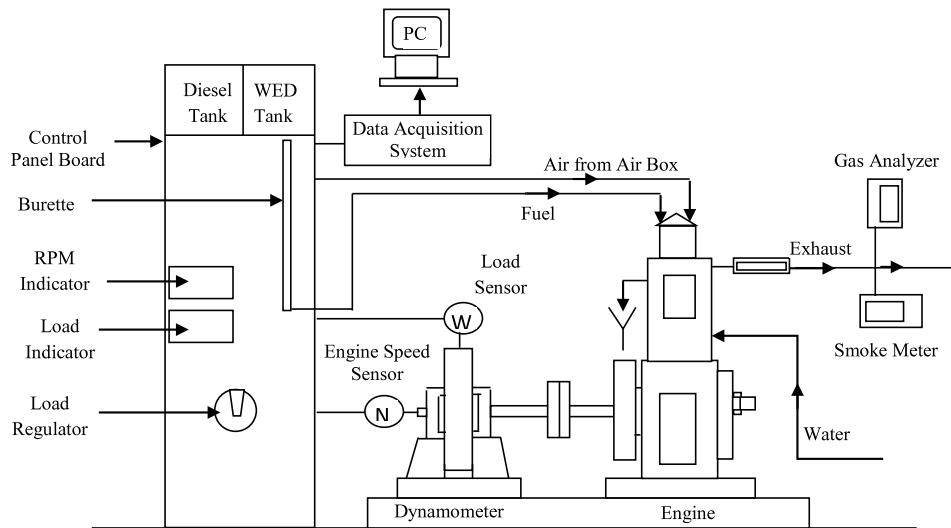 PC
Diesel
Tank
WED
Tank
Data Acquisition
System
Control
Panel Board
Air from Air Box
Gas Analyzer
Burette
Fuel
Exhaust
RPM
Indicator
Load
Sensor
W
Load
Indicator
Engine Speed
Sensor
Smoke Meter
Load
Regulator
N
Water
Dynamometer
Engine